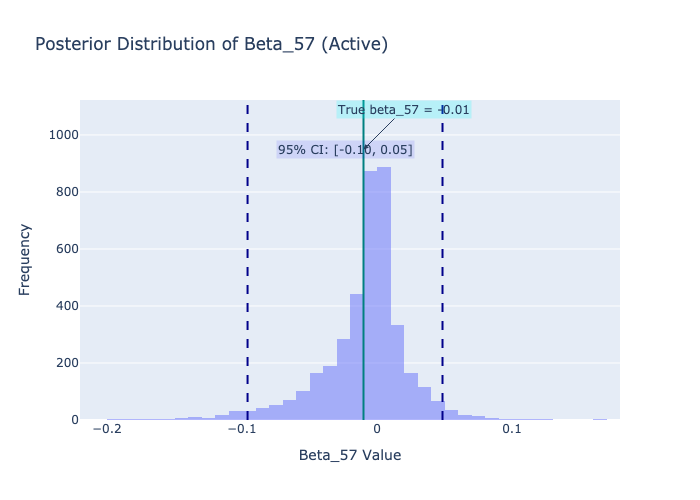 Posterior Distribution of Beta_57 (Active)
True beta_57 = -0.01
95% CI: [-0.10, 0.05]
1000
800
600
400
200
0
Frequency
−0.2
−0.1
0
0.1
Beta_57 Value